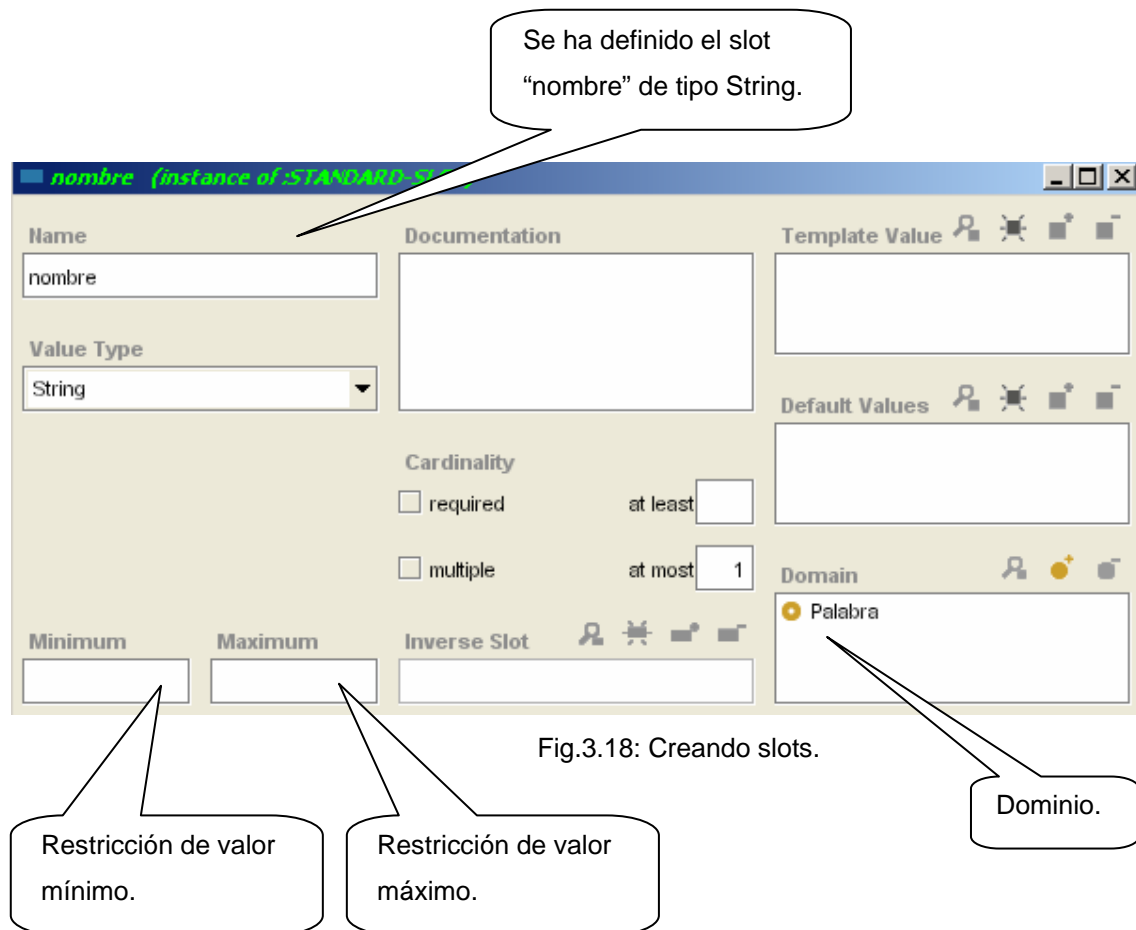 Se ha definido el slot
“nombre” de tipo String.
nombre (instance of :STANDARD-
Name
Documentation
Template Value
nombre
Value Type
String
Default Values
Cardinality
required
at least
multiple
at most
1
Domain
Palabra
Minimum
Maximum
Inverse Slot
Fig.3.18: Creando slots.
Dominio.
Restricción de valor
mínimo.
Restricción de valor
máximo.